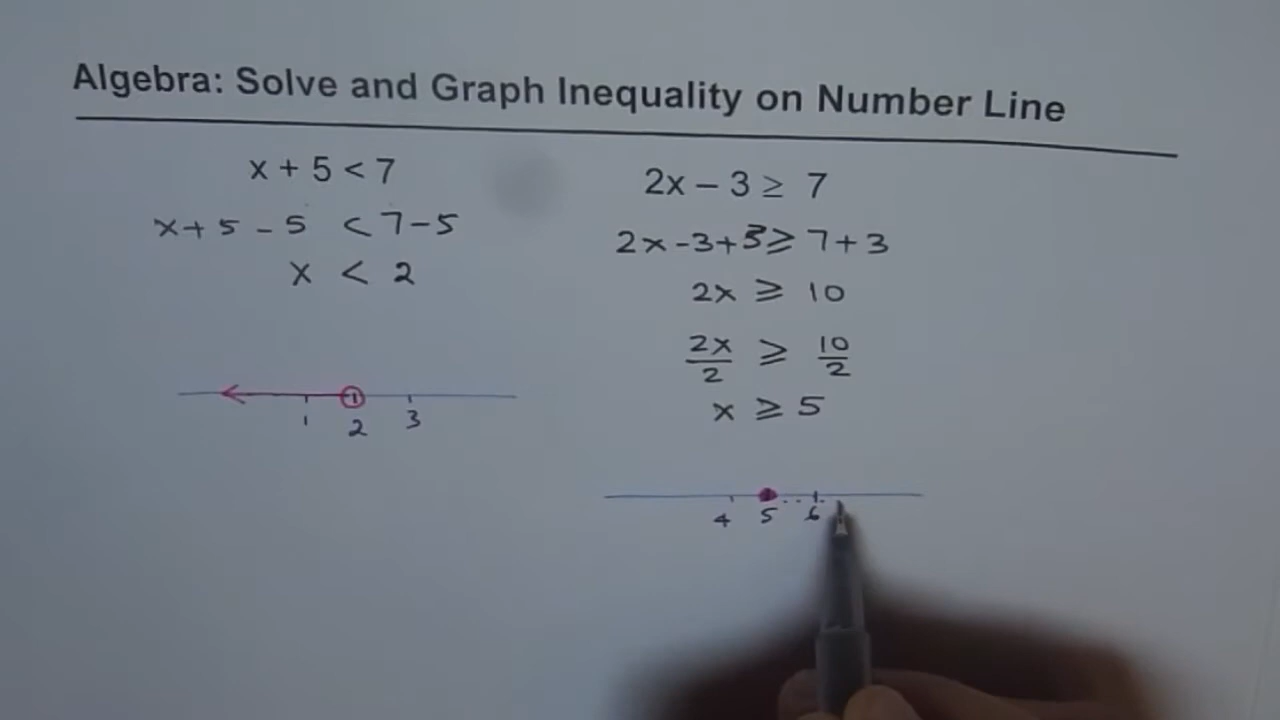 Algebra: Solve and Graph Inequality on Number Line
x + 5 < 7
x + 5 - 5 < 7 - 5
x < 2
1 2 3
2x – 3 ≥ 7
2x - 3 + 3 ≥ 7 + 3
2x ≥ 10
2x/2 ≥ 10/2
x ≥ 5
4 5 6